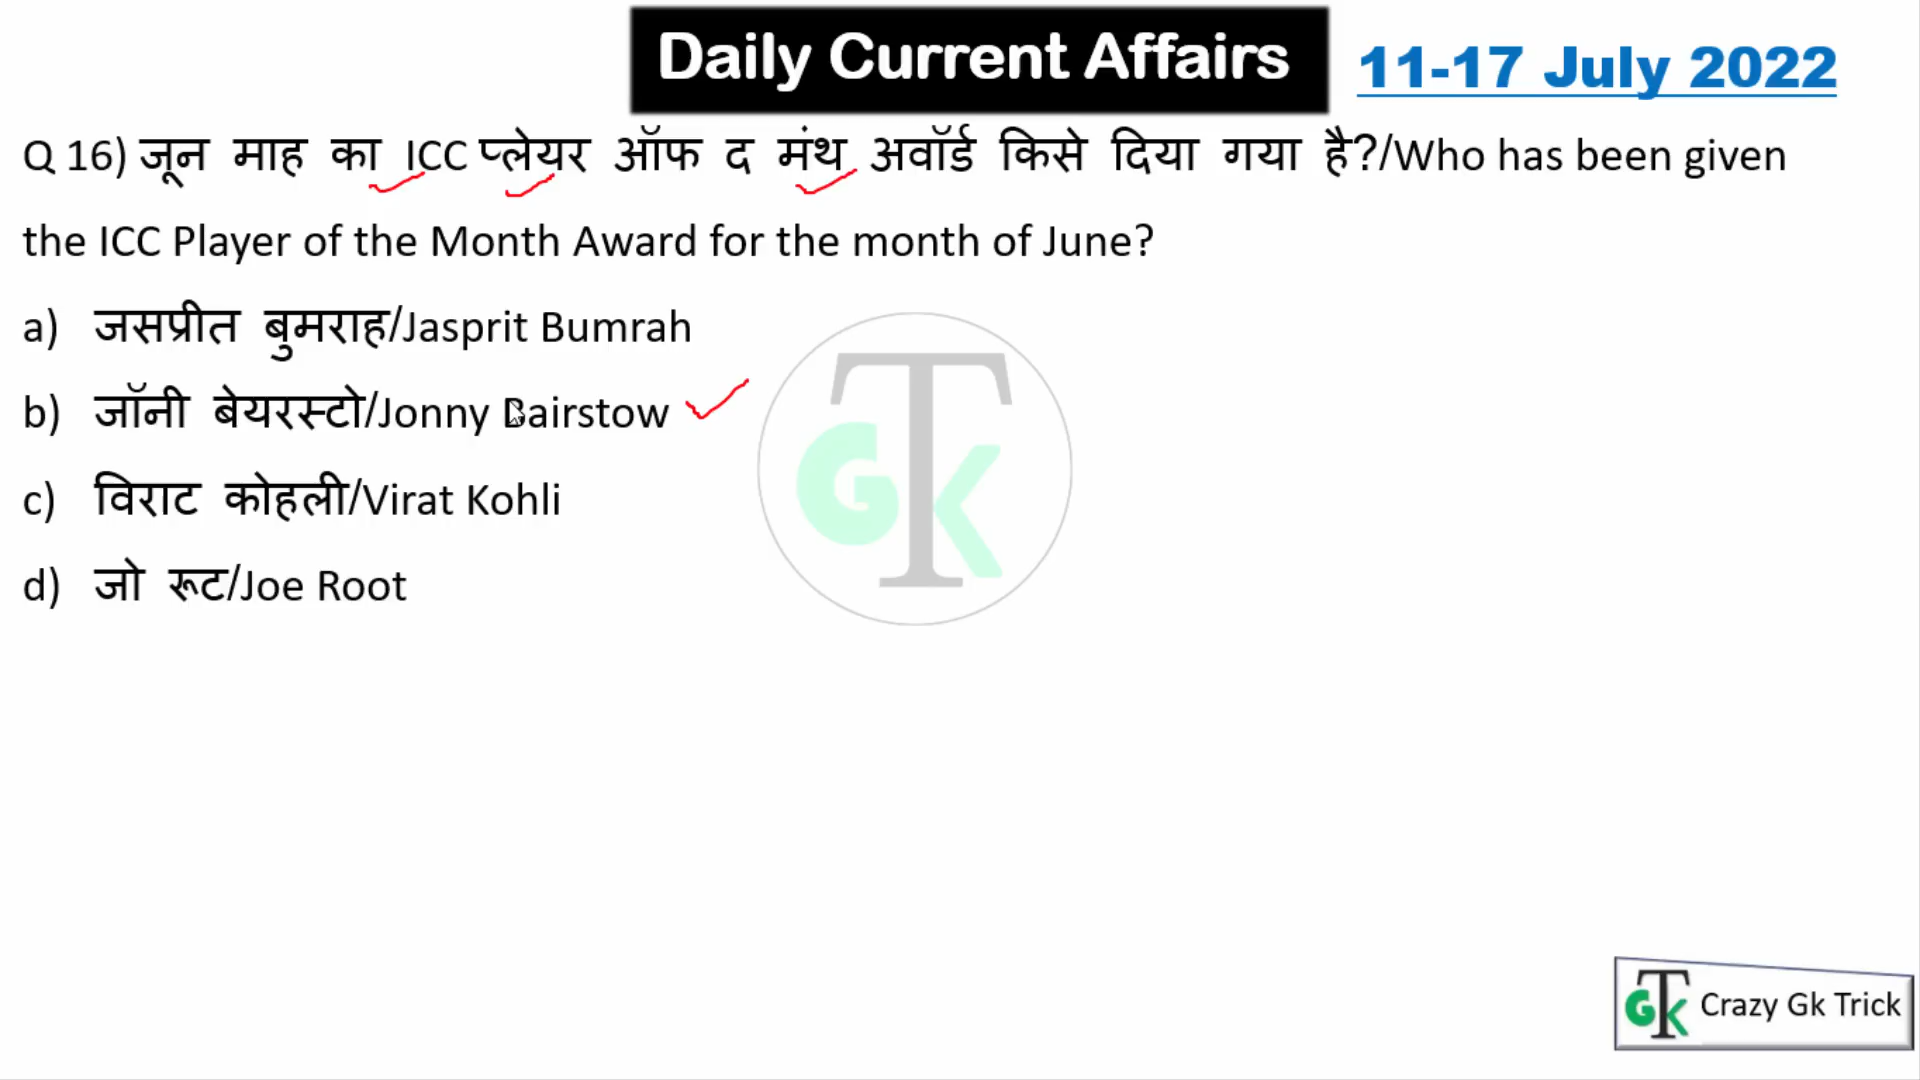 Daily Current Affairs
11-17 July 2022
Q 16) जून माह का ICC प्लेयर ऑफ द मंथ अवॉर्ड किसे दिया गया है?/Who has been given
the ICC Player of the Month Award for the month of June?
a) जसप्रीत बुमराह/Jasprit Bumrah
b) जॉनी बेयरस्टो/Jonny Bairstow
c) विराट कोहली/Virat Kohli
d) जो रूट/Joe Root
GTK
GTK Crazy Gk Trick